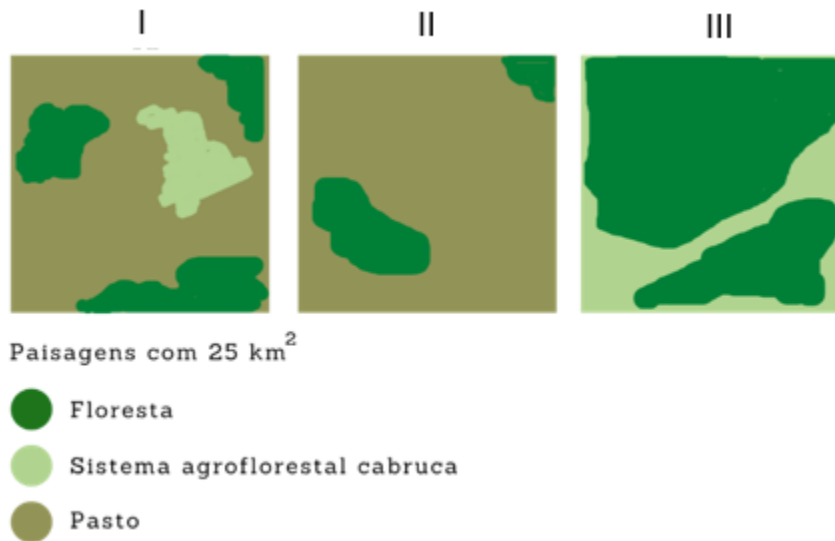 I II III
Paisagens com 25 km²
Floresta
Sistema agroflorestal cabruca
Pasto